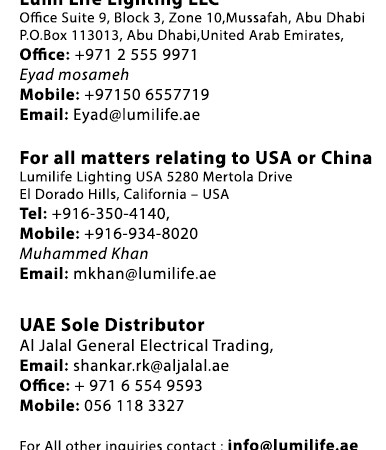 Lumi Life Lighting LLC
Office Suite 9, Block 3, Zone 10,Mussafah, Abu Dhabi
P.O.Box 113013, Abu Dhabi,United Arab Emirates,
Office: +971 2 555 9971
Eyad mosameh
Mobile: +97150 6557719
Email: Eyad@lumilife.ae
For all matters relating to USA or China
Lumilife Lighting USA 5280 Mertola Drive
El Dorado Hills, California – USA
Tel: +916-350-4140,
Mobile: +916-934-8020
Muhammed Khan
Email: mkhan@lumilife.ae
UAE Sole Distributor
Al Jalal General Electrical Trading,
Email: shankar.rk@aljalal.ae
Office: + 971 6 554 9593
Mobile: 056 118 3327
For All other inquiries contact : info@lumilife.ae